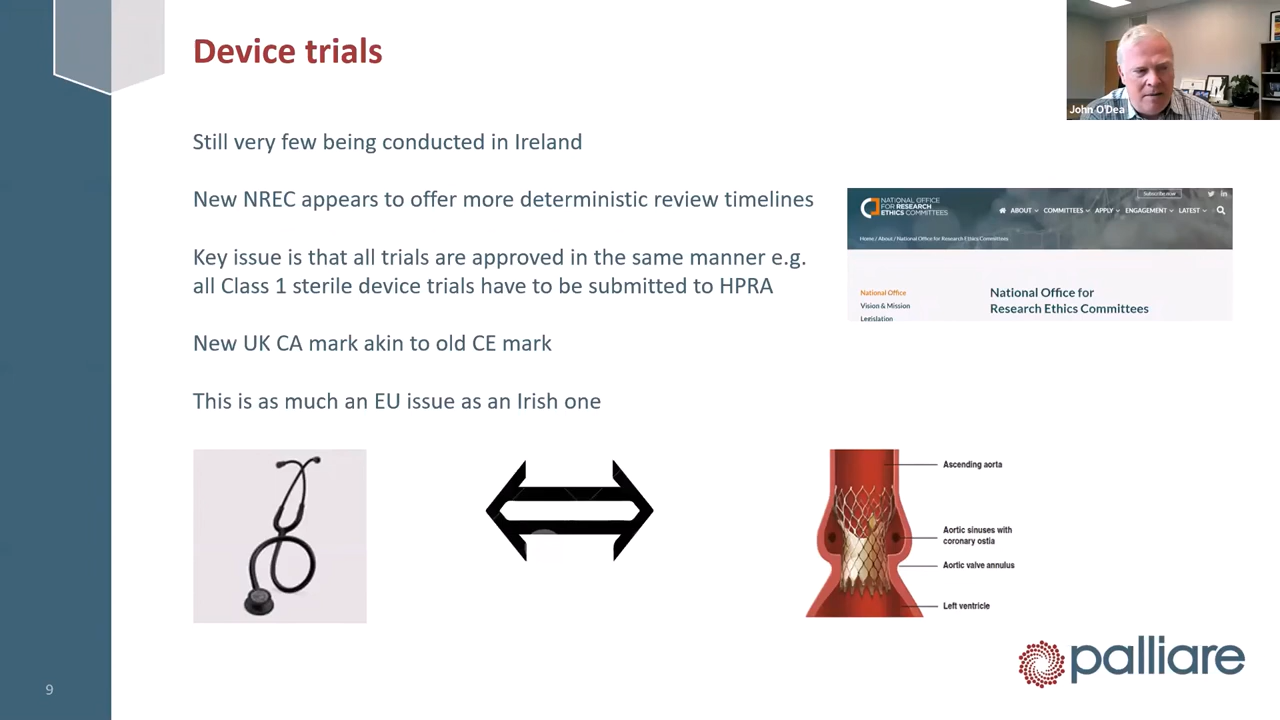 Device trials
John O'Dea
Still very few being conducted in Ireland
New NREC appears to offer more deterministic review timelines
Key issue is that all trials are approved in the same manner e.g.
all Class 1 sterile device trials have to be submitted to HPRA
New UK CA mark akin to old CE mark
This is as much an EU issue as an Irish one
Subscribe now
NATIONAL OFFICE
FOR RESEARCH
ETHICS COMMITTEES
ABOUT COMMITTEES APPLY ENGAGEMENT LATEST
Home / About / National Office for Research Ethics Committees
National Office
Vision & Mission
Legislation
National Office for
Research Ethics Committees
Ascending aorta
Aortic sinuses with
coronary ostia
Aortic valve annulus
Left ventricle
palliare
9